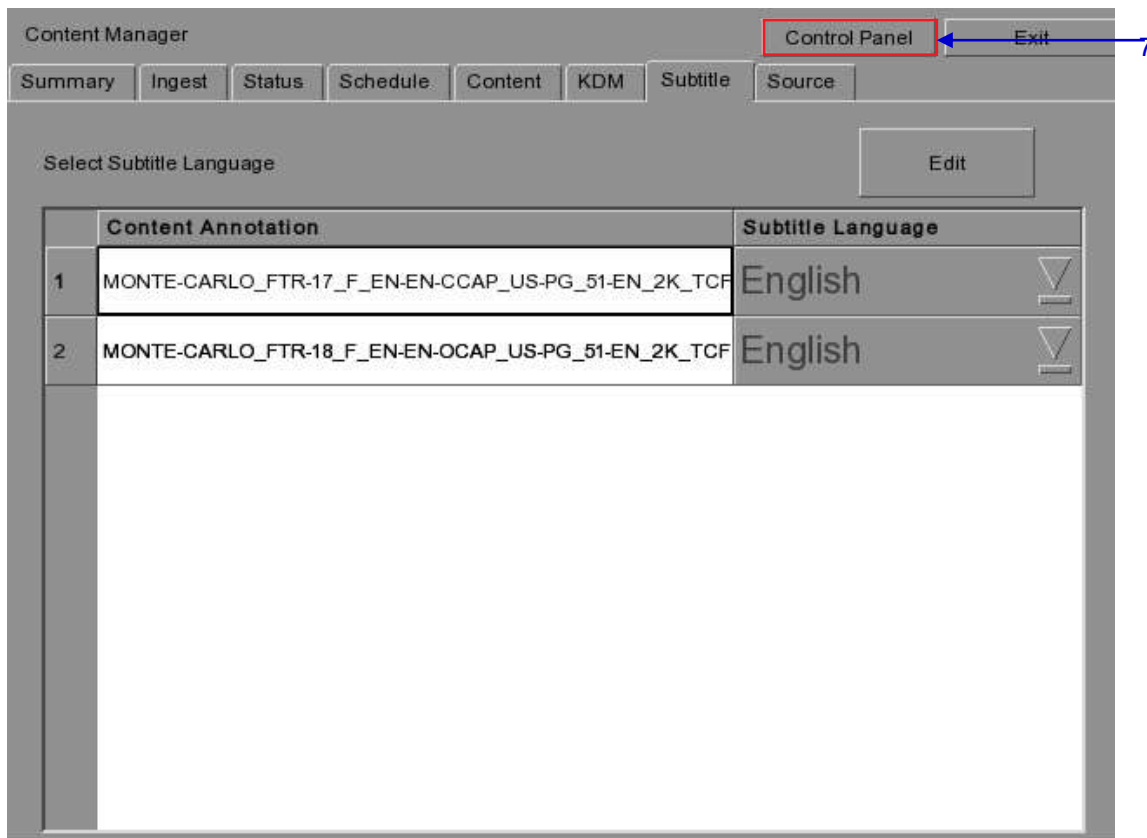 Content Manager
Control Panel
Exit
7
Summary
Ingest
Status
Schedule
Content
KDM
Subtitle
Source
Select Subtitle Language
Edit
Content Annotation
Subtitle Language
1
MONTE-CARLO_FTR-17_F_EN-EN-CCAP_US-PG_51-EN_2K_TCF
English
2
MONTE-CARLO_FTR-18_F_EN-EN-OCAP_US-PG_51-EN_2K_TCF
English